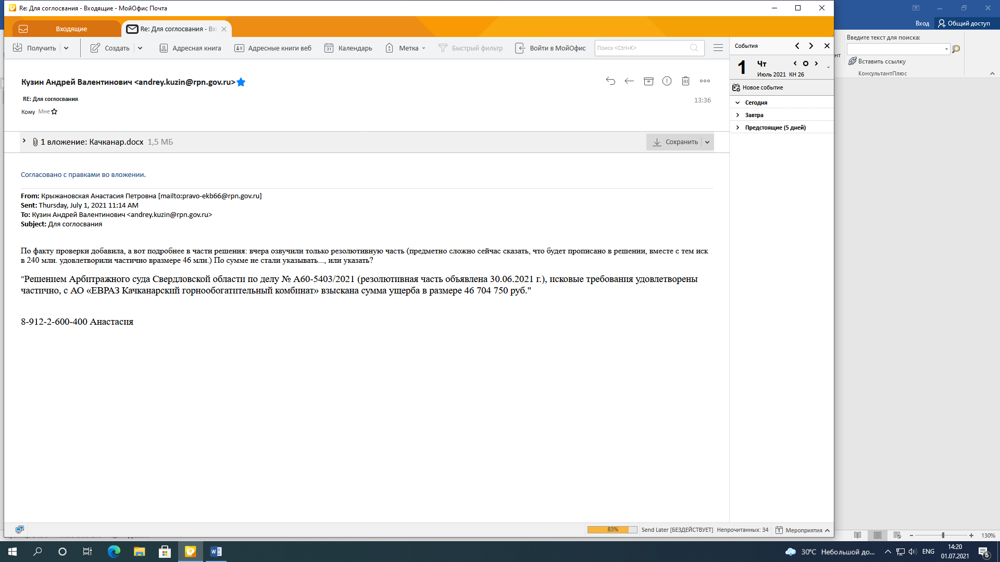 Re: Для соглосвания - Входящие - МойОфис Почта
Входящие
Re: Для соглосвания - Вхо
Вход
Общий доступ
Получить
Создать
Адресная книга
Адресные книги веб
Календарь
Метка
Быстрый фильтр
Войти в МойОфис
Поиск <Ctrl+K>
События
Введите текст для поиска:
нт
Вставить ссылку
КонсультантПлюс
1
Чт
Июль 2021 КН 26
Новое событие
Сегодня
Завтра
Предстоящие (5 дней)
Кузин Андрей Валентинович <andrey.kuzin@rpn.gov.ru>
RE: Для соглосвания
13:36
Кому Мне
1 вложение: Качканар.docx 1,5 МБ
Сохранить
Согласовано с правками во вложении.
From: Крыжановская Анастасия Петровна [mailto:pravo-ekb66@rpn.gov.ru]
Sent: Thursday, July 1, 2021 11:14 AM
To: Кузин Андрей Валентинович <andrey.kuzin@rpn.gov.ru>
Subject: Для соглосвания
По факту проверки добавила, а вот подробнее в части решения: вчера озвучили только резолютивную часть (предметно сложно сейчас сказать, что будет прописано в решении, вместе с тем иск
в 240 млн. удовлетворили частично вразмере 46 млн.) По сумме не стали указывать..., или указать?
"Решением Арбитражного суда Свердловской области по делу № А60-5403/2021 (резолютивная часть объявлена 30.06.2021 г.), исковые требования удовлетворены
частично, с АО «ЕВРАЗ Качканарский горнообогатительный комбинат» взыскана сумма ущерба в размере 46 704 750 руб."
8-912-2-600-400 Анастасия
83%
Send Later [БЕЗДЕЙСТВУЕТ]
Непрочитанных: 34
Мероприятия
130%
30°C Небольшой до...
ENG
14:20
01.07.2021
6